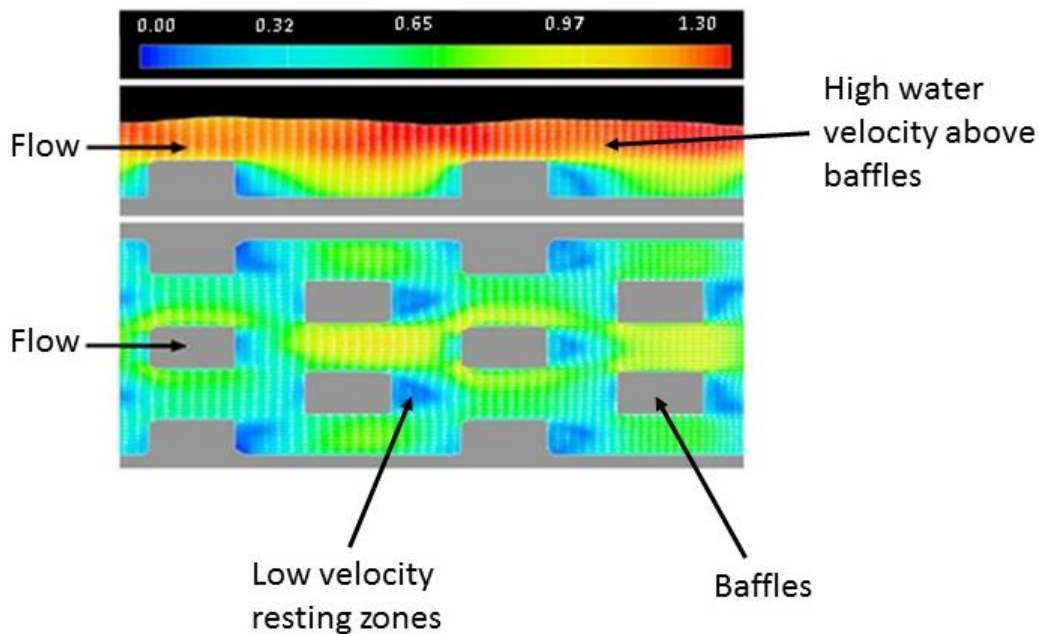 0.00 0.32 0.65 0.97 1.30
High water
velocity above
baffles
Flow
Flow
Low velocity
resting zones
Baffles